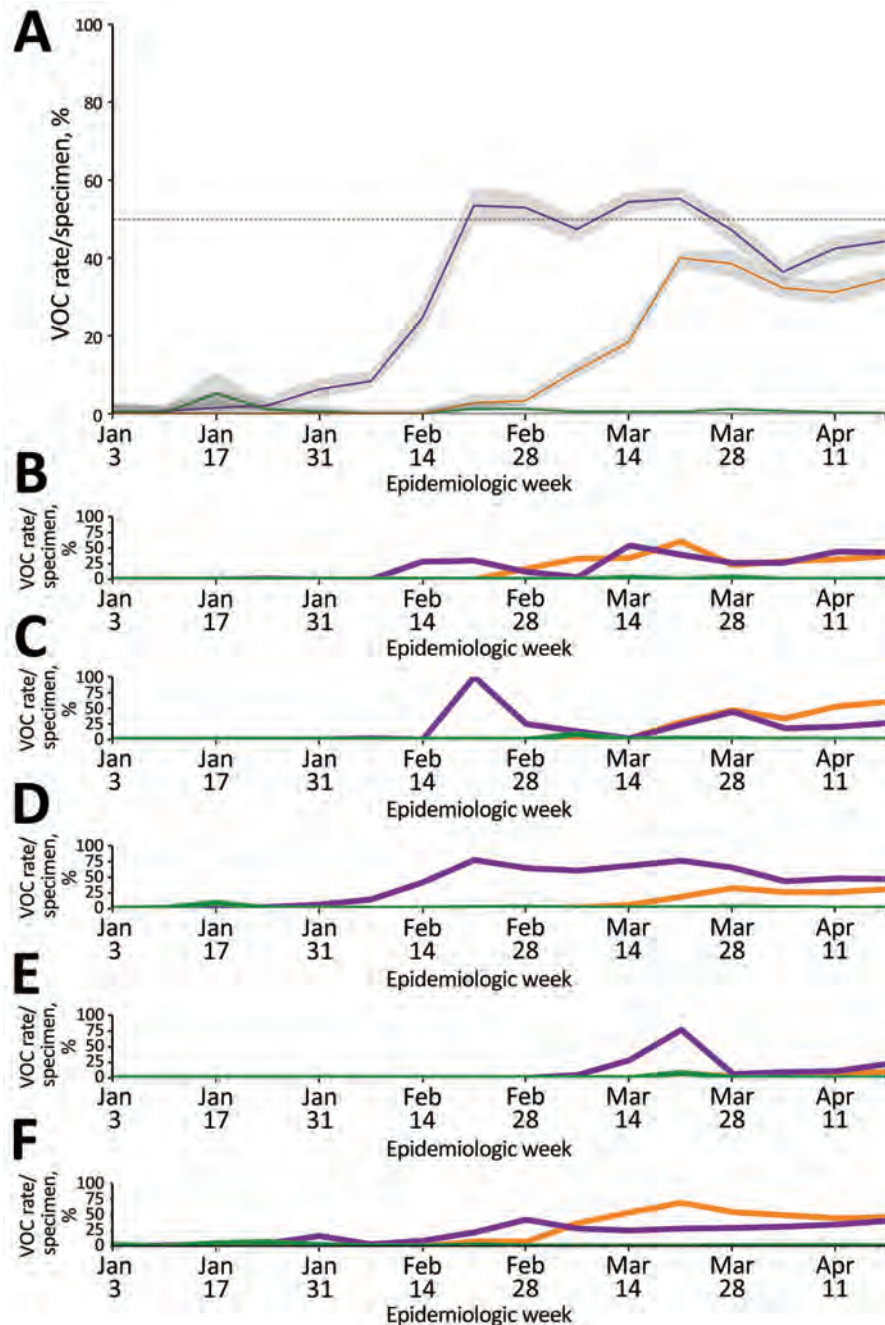 A
VOC rate/specimen, %
100
80
60
40
20
0
Jan Jan Jan Feb Feb Mar Mar Apr
3 17 31 14 28 14 28 11
Epidemiologic week
B
VOC rate/
specimen,
%
100
75
50
25
0
Jan Jan Jan Feb Feb Mar Mar Apr
3 17 31 14 28 14 28 11
Epidemiologic week
C
VOC rate/
specimen,
%
100
75
50
25
0
Jan Jan Jan Feb Feb Mar Mar Apr
3 17 31 14 28 14 28 11
Epidemiologic week
D
VOC rate/
specimen,
%
100
75
50
25
0
Jan Jan Jan Feb Feb Mar Mar Apr
3 17 31 14 28 14 28 11
Epidemiologic week
E
VOC rate/
specimen,
%
100
75
50
25
0
Jan Jan Jan Feb Feb Mar Mar Apr
3 17 31 14 28 14 28 11
Epidemiologic week
F
VOC rate/
specimen,
%
100
75
50
25
0
Jan Jan Jan Feb Feb Mar Mar Apr
3 17 31 14 28 14 28 11
Epidemiologic week